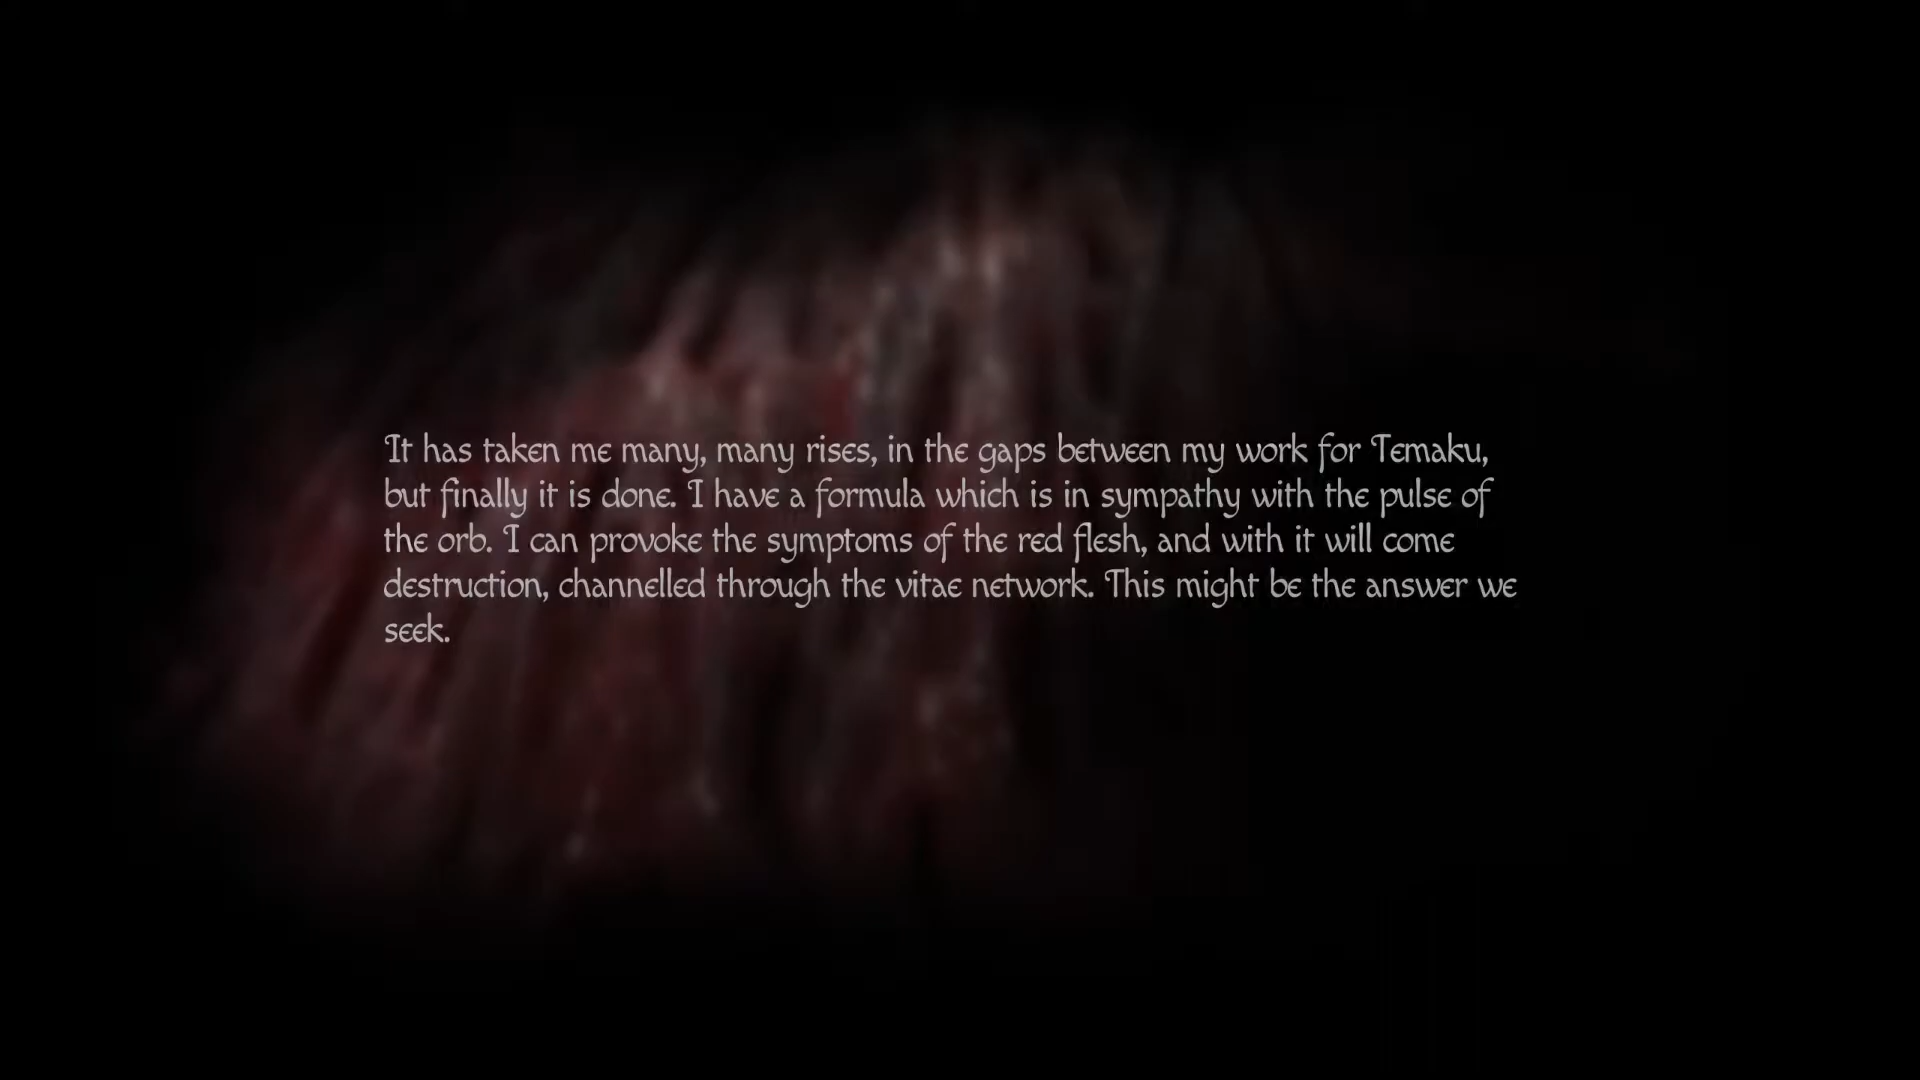 It has taken me many, many rises, in the gaps between my work for Temaku,
but finally it is done. I have a formula which is in sympathy with the pulse of
the orb. I can provoke the symptoms of the red flesh, and with it will come
destruction, channelled through the vitae network. This might be the answer we
seek.